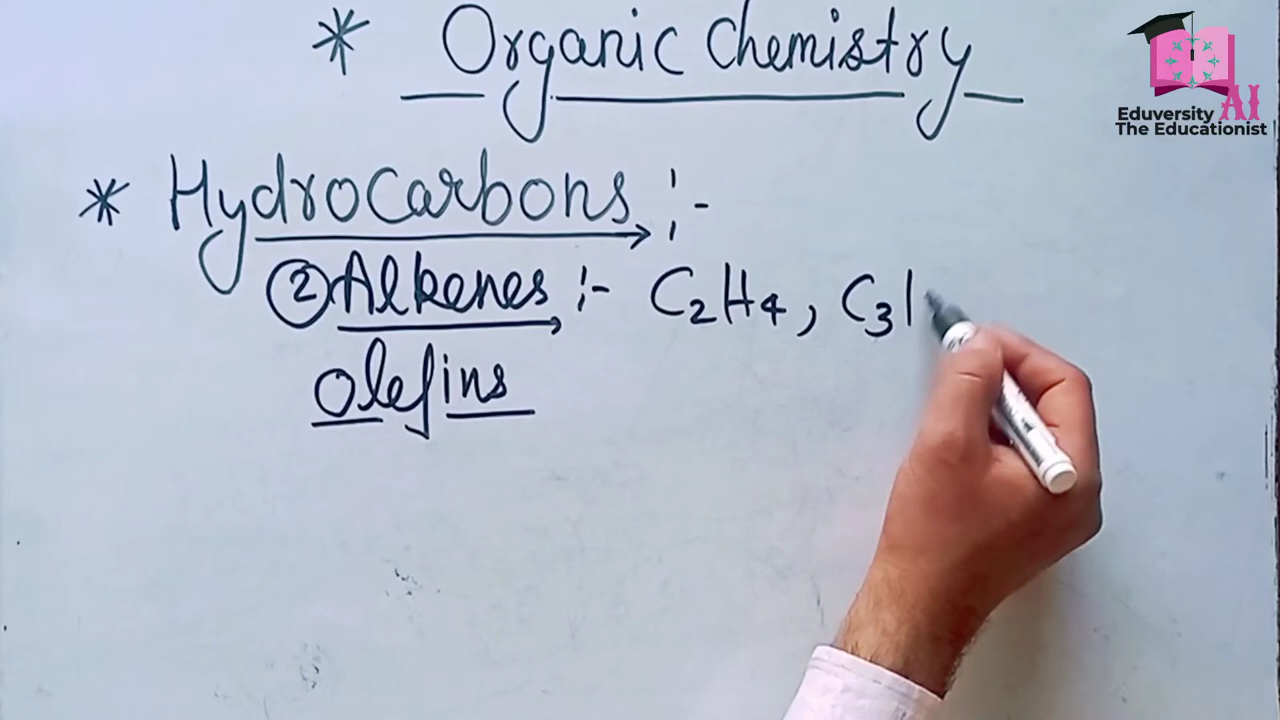 * Organic Chemistry
* Hydrocarbons :-
② Alkenes :- C₂H₄, C₃
Olefins
Eduversity AI
The Educationist